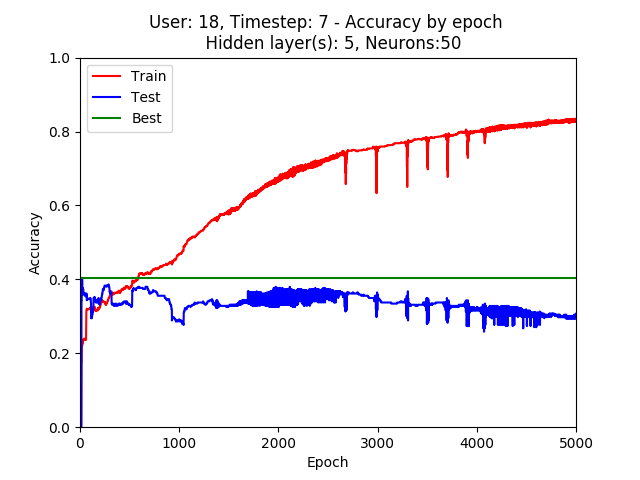 User: 18, Timestep: 7 - Accuracy by epoch
Hidden layer(s): 5, Neurons:50
Train
Test
Best
1.0
0.8
0.6
0.4
0.2
0.0
Accuracy
0
1000
2000
3000
4000
5000
Epoch